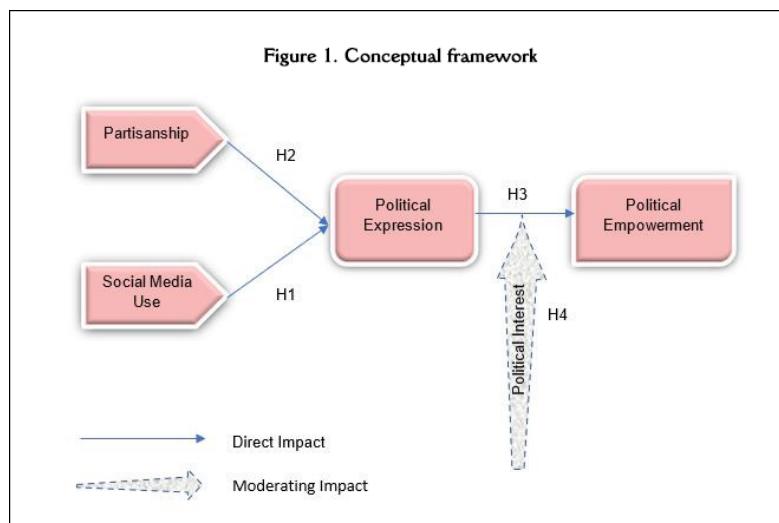 Figure 1. Conceptual framework
Partisanship
H2
Political
Expression
H3
Political
Empowerment
Social Media
Use
H1
Political Interest
H4
Direct Impact
Moderating Impact